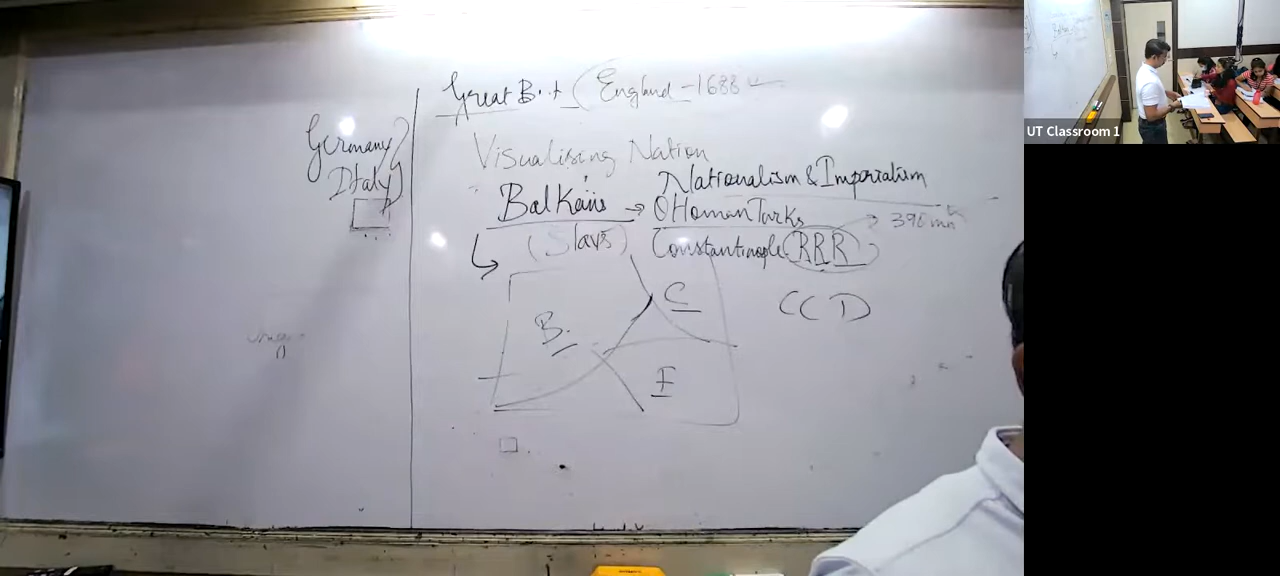 Germany
Italy
Great Brit (England - 1688
Visualising Nation
Nationalism & Imperialism
Balkans → Ottoman Turks
390 mn
(Slavs)
Constantinople RRR
C
CCD
B.
F
UT Classroom 1